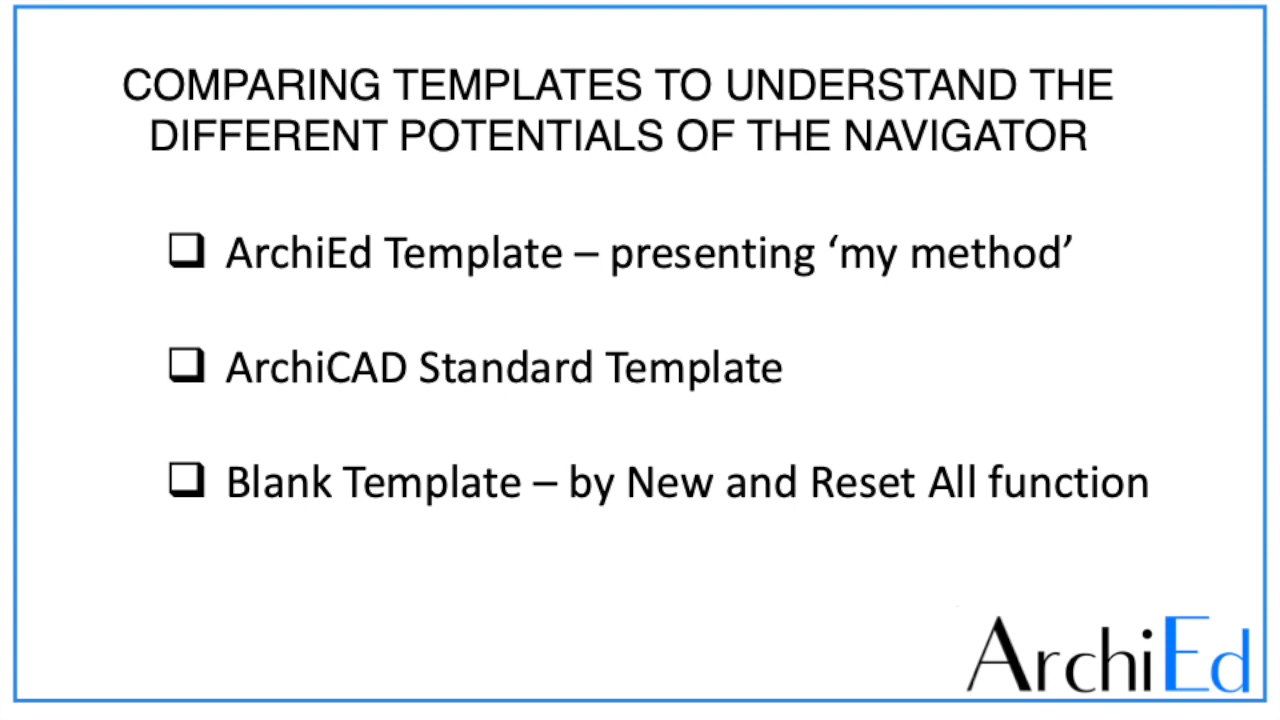 COMPARING TEMPLATES TO UNDERSTAND THE
DIFFERENT POTENTIALS OF THE NAVIGATOR
ArchiEd Template – presenting ‘my method’
ArchiCAD Standard Template
Blank Template – by New and Reset All function
ArchiEd